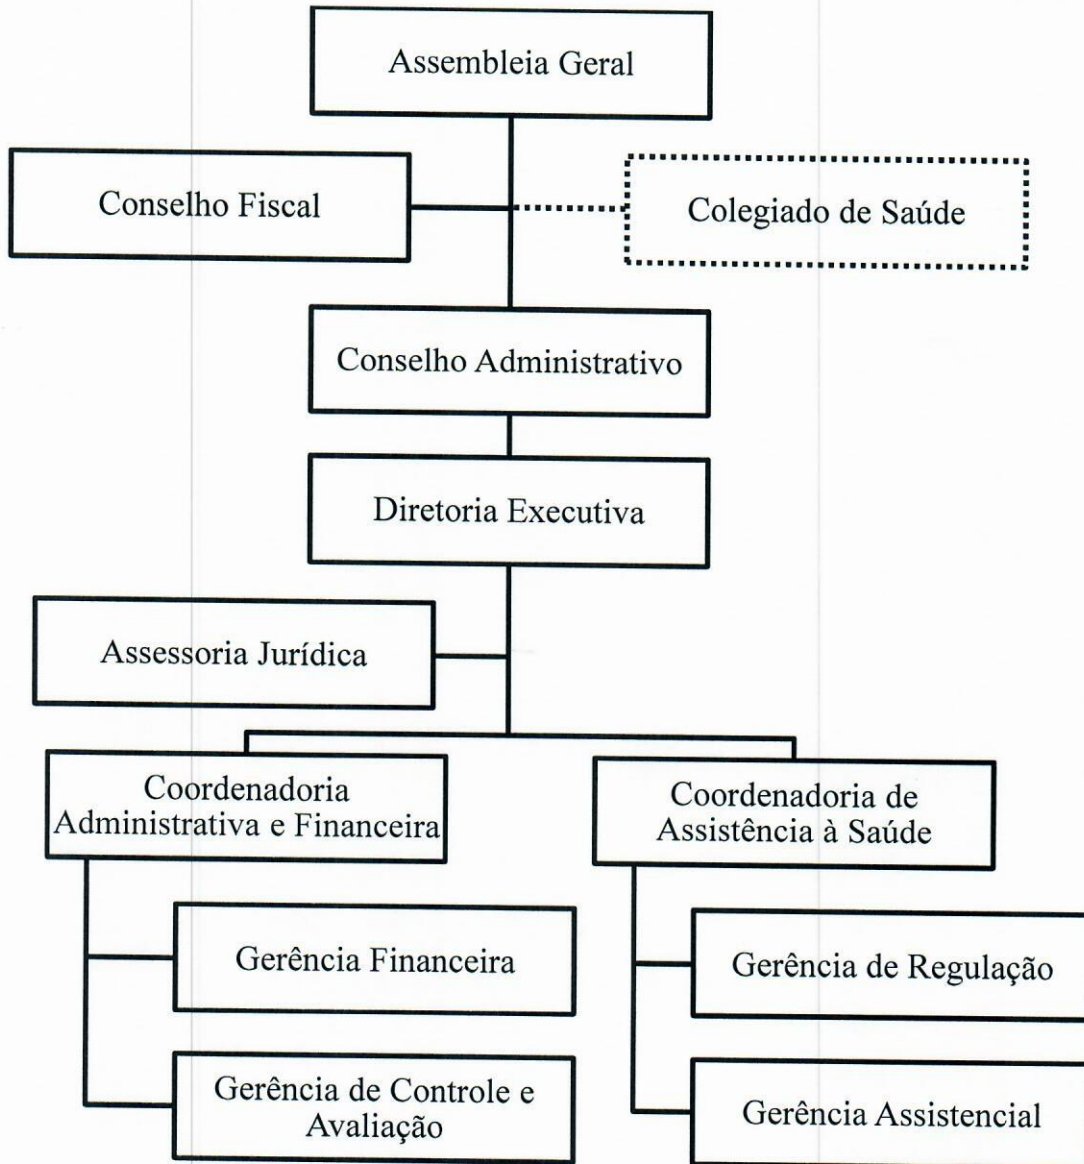 Assembleia Geral
Conselho Fiscal
Colegiado de Saúde
Conselho Administrativo
Diretoria Executiva
Assessoria Jurídica
Coordenadoria
Administrativa e Financeira
Coordenadoria de
Assistência à Saúde
Gerência Financeira
Gerência de Regulação
Gerência de Controle e
Avaliação
Gerência Assistencial